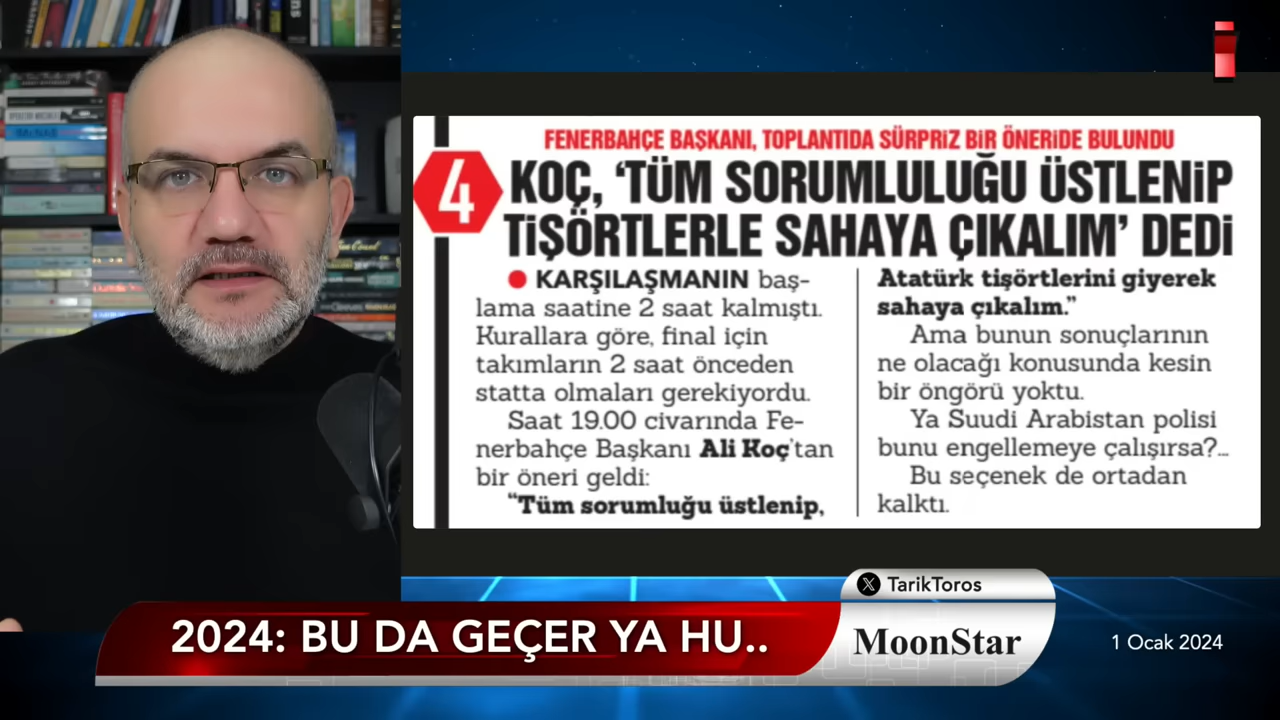 FENERBAHÇE BAŞKANI, TOPLANTIDA SÜRPRİZ BİR ÖNERİDE BULUNDU
4
KOÇ, ‘TÜM SORUMLULUĞU ÜSTLENİP
TİŞÖRTLERLE SAHAYA ÇIKALIM’ DEDİ
● KARŞILAŞMANIN baş-
lama saatine 2 saat kalmıştı.
Kurallara göre, final için
takımların 2 saat önceden
statta olmaları gerekiyordu.
Saat 19.00 civarında Fe-
nerbahçe Başkanı Ali Koç’tan
bir öneri geldi:
“Tüm sorumluğu üstlenip,
Atatürk tişörtlerini giyerek
sahaya çıkalım.”
Ama bunun sonuçlarının
ne olacağı konusunda kesin
bir öngörü yoktu.
Ya Suudi Arabistan polisi
bunu engellemeye çalışırsa?...
Bu seçenek de ortadan
kalktı.
X TarikToros
2024: BU DA GEÇER YA HU..
MoonStar
1 Ocak 2024